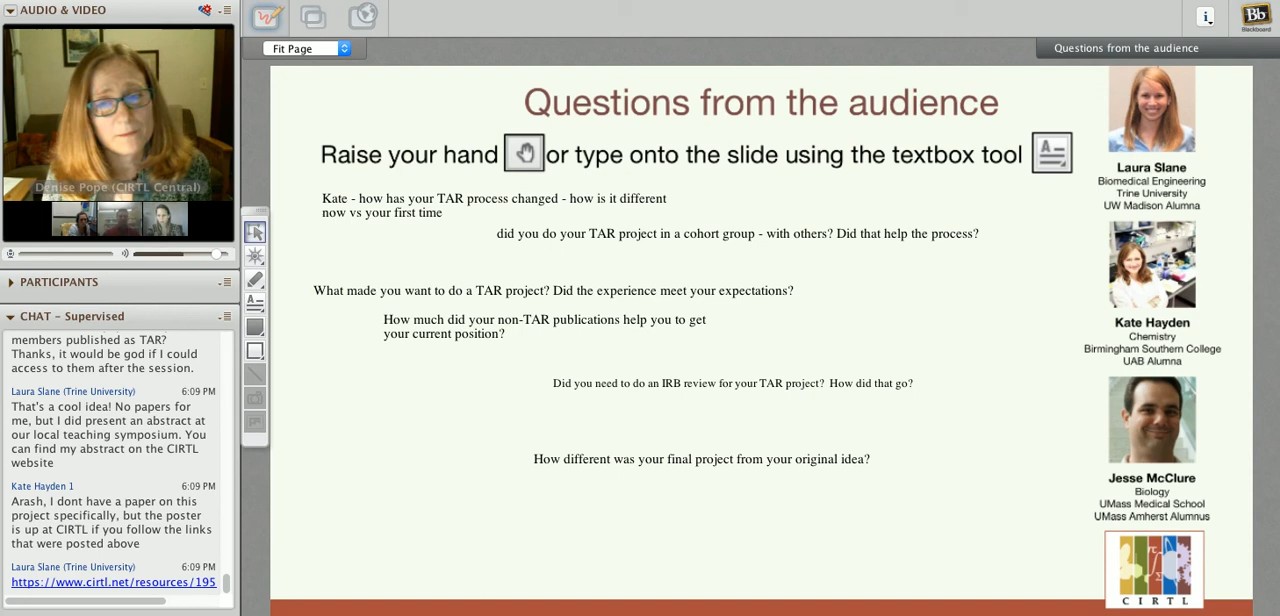 AUDIO & VIDEO
Denise Pope (CIRTL Central)
PARTICIPANTS
CHAT – Supervised
members published as TAR?
Thanks, it would be god if I could
access to them after the session.
Laura Slane (Trine University) 6:09 PM
That's a cool idea! No papers for
me, but I did present an abstract at
our local teaching symposium. You
can find my abstract on the CIRTL
website
Kate Hayden 1 6:09 PM
Arash, I dont have a paper on this
project specifically, but the poster
is up at CIRTL if you follow the links
that were posted above
Laura Slane (Trine University) 6:09 PM
https://www.cirtl.net/resources/195
Fit Page
Questions from the audience
Bb
Blackboard
Questions from the audience
Raise your hand or type onto the slide using the textbox tool
Kate - how has your TAR process changed - how is it different
now vs your first time
did you do your TAR project in a cohort group - with others? Did that help the process?
What made you want to do a TAR project? Did the experience meet your expectations?
How much did your non-TAR publications help you to get
your current position?
Did you need to do an IRB review for your TAR project? How did that go?
How different was your final project from your original idea?
Laura Slane
Biomedical Engineering
Trine University
UW Madison Alumna
Kate Hayden
Chemistry
Birmingham Southern College
UAB Alumna
Jesse McClure
Biology
UMass Medical School
UMass Amherst Alumnus
CIRTL